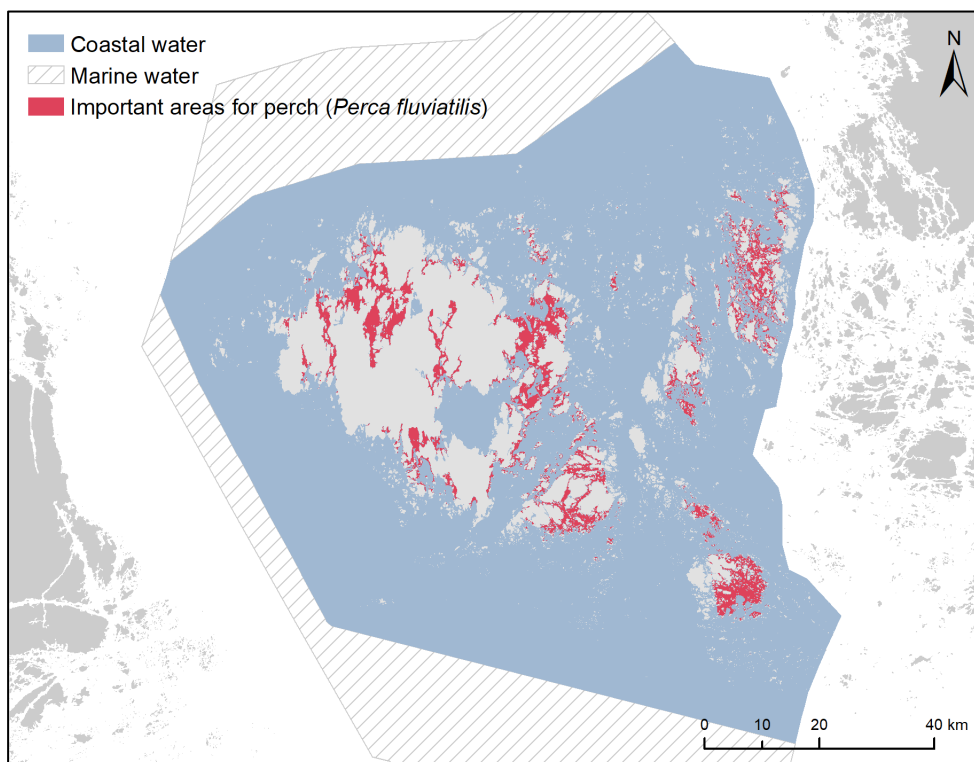 Coastal water
Marine water
Important areas for perch (Perca fluviatilis)
N
0 10 20 40 km